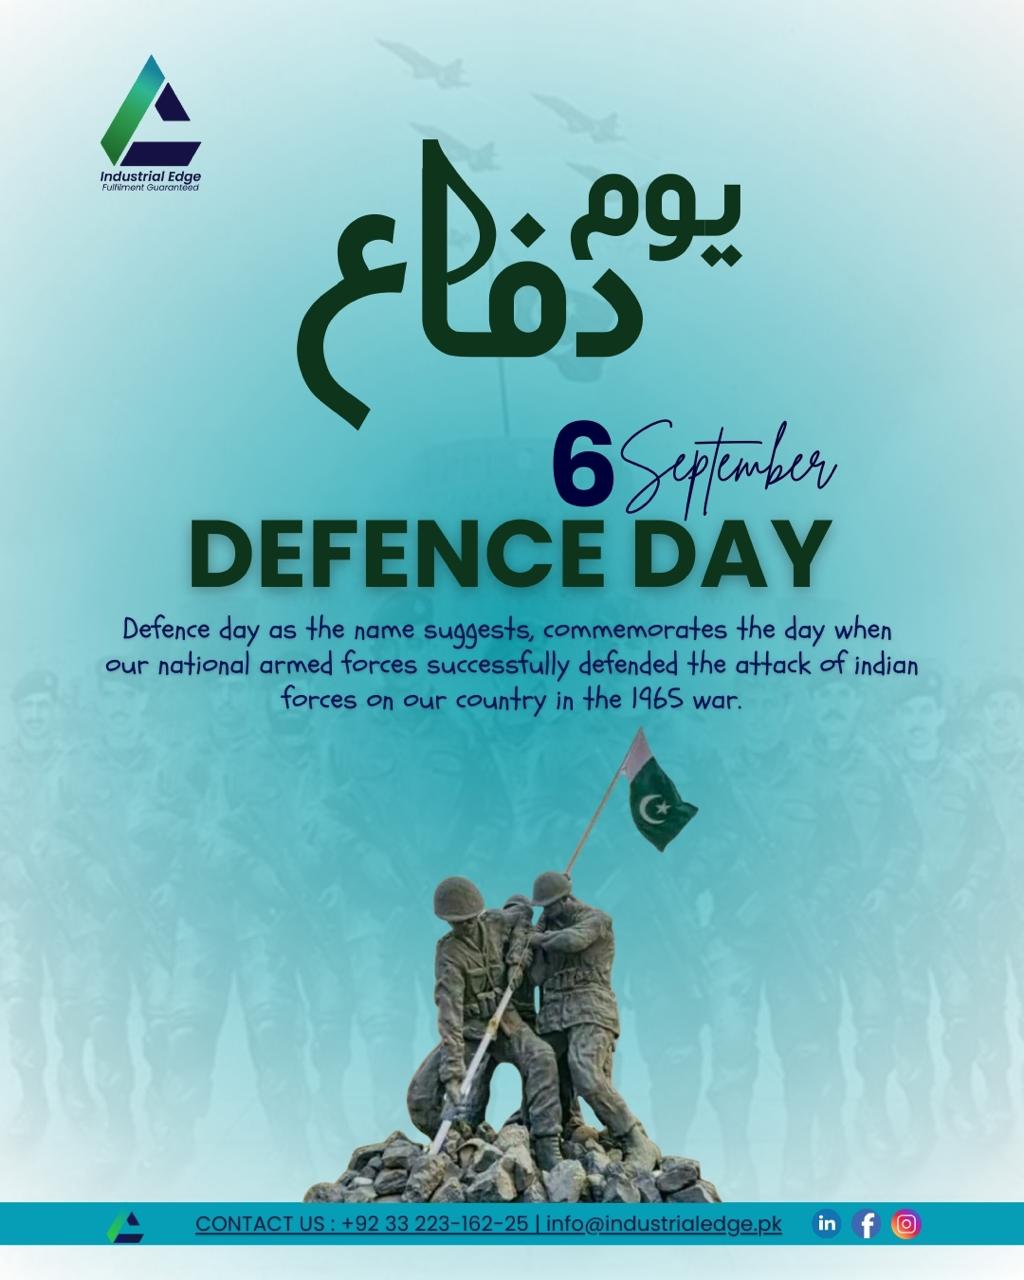 Industrial Edge
Fulfilment Guaranteed
یوم
دفاع
6 September
DEFENCE DAY
Defence day as the name suggests, commemorates the day when
our national armed forces successfully defended the attack of indian
forces on our country in the 1965 war.
CONTACT US : +92 33 223-162-25 | info@industrialedge.pk